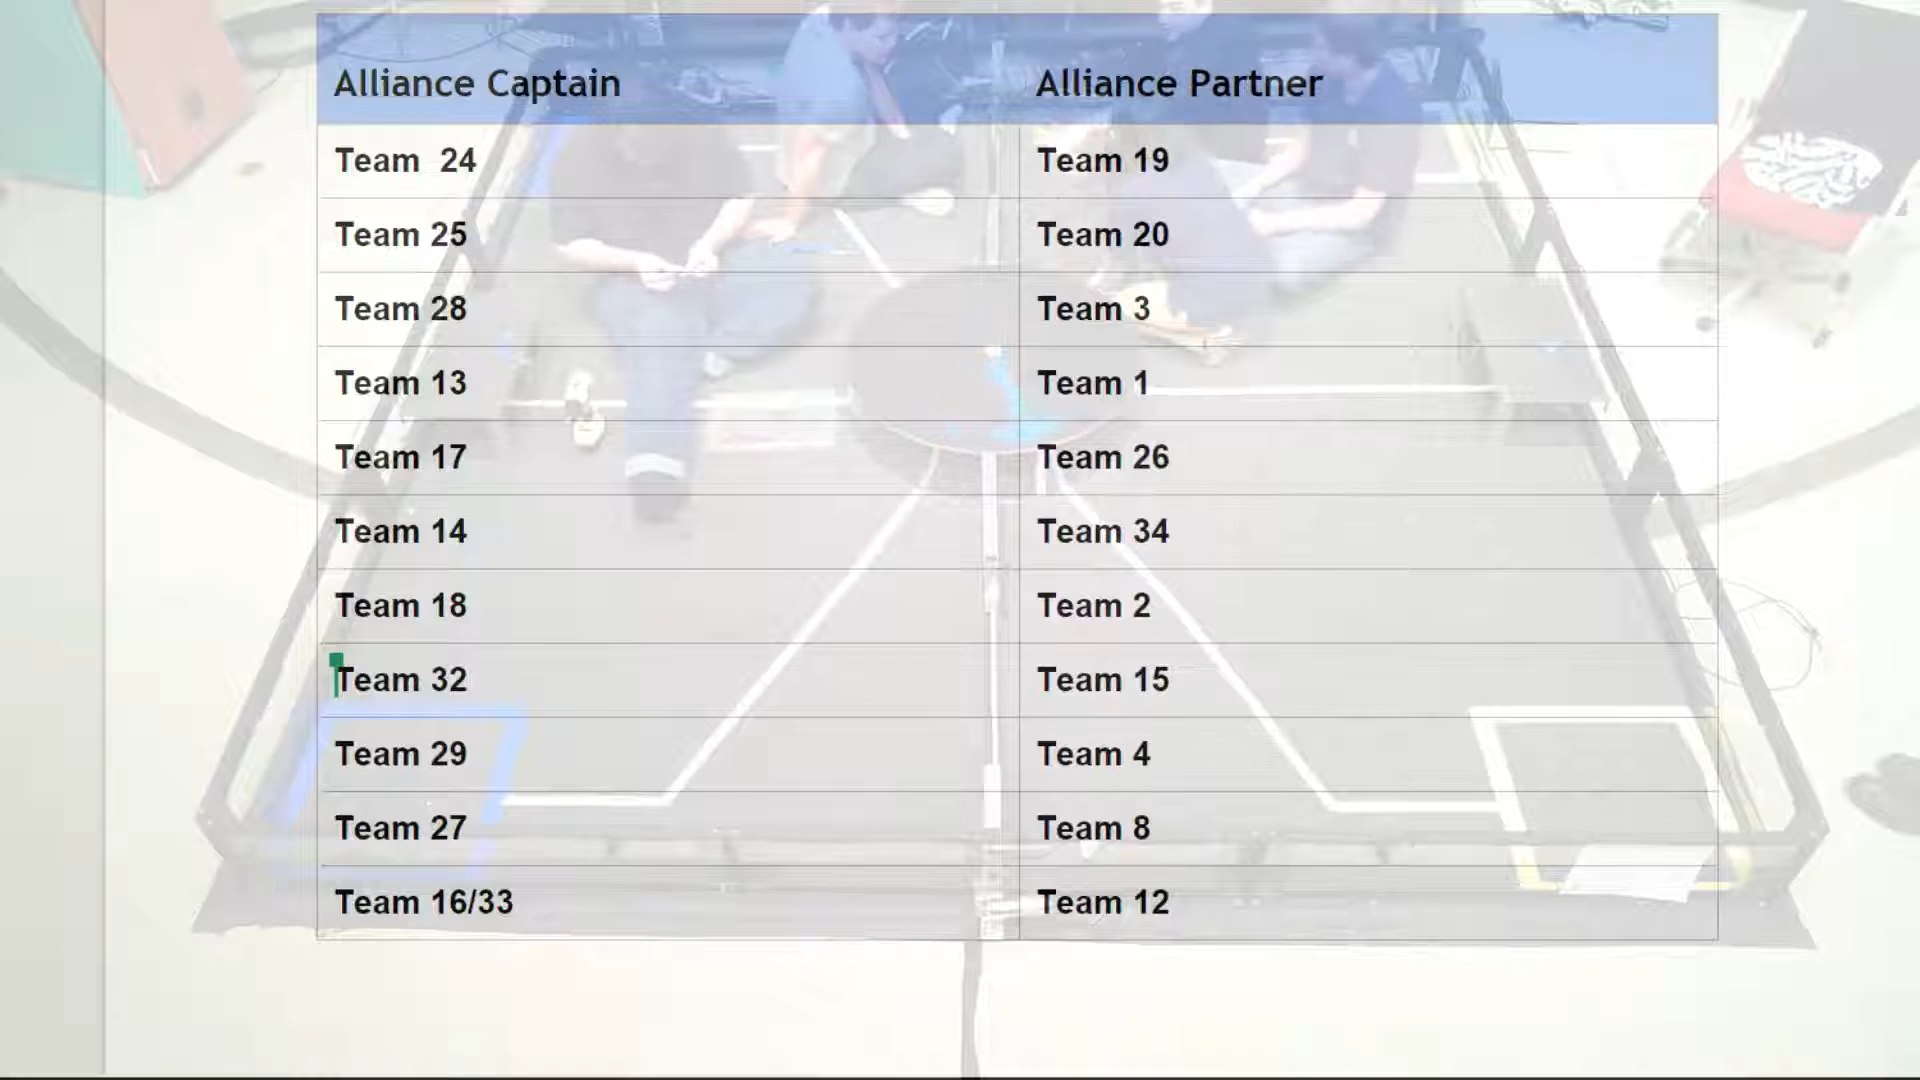 Alliance Captain Alliance Partner
Team 24 Team 19
Team 25 Team 20
Team 28 Team 3
Team 13 Team 1
Team 17 Team 26
Team 14 Team 34
Team 18 Team 2
Team 32 Team 15
Team 29 Team 4
Team 27 Team 8
Team 16/33 Team 12